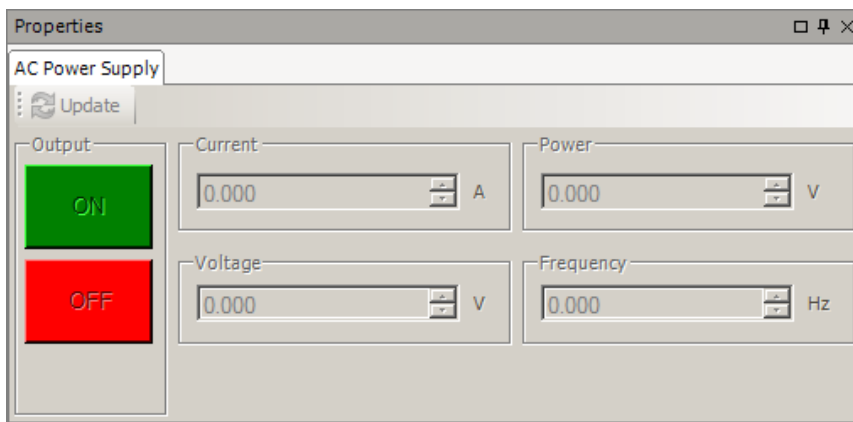 Properties
AC Power Supply
Update
Output
Current
Power
ON
0.000 A
0.000 V
OFF
Voltage
Frequency
0.000 V
0.000 Hz